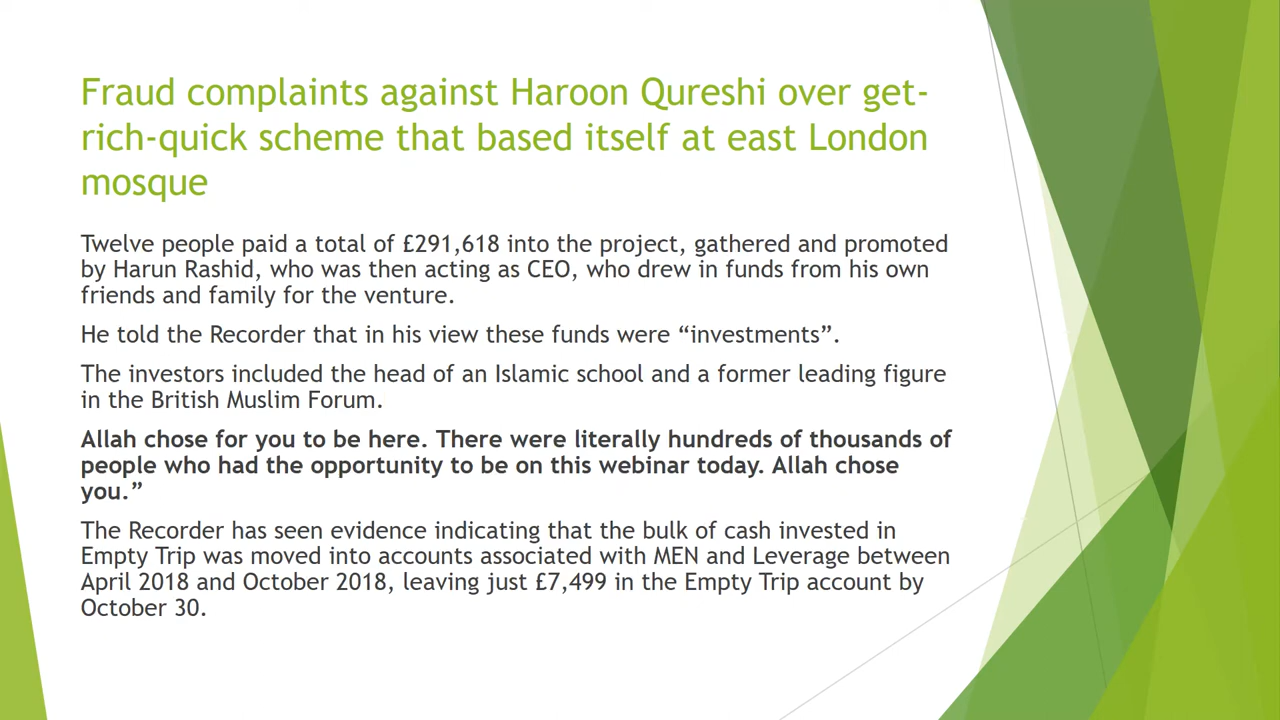 Fraud complaints against Haroon Qureshi over get-
rich-quick scheme that based itself at east London
mosque
Twelve people paid a total of £291,618 into the project, gathered and promoted
by Harun Rashid, who was then acting as CEO, who drew in funds from his own
friends and family for the venture.
He told the Recorder that in his view these funds were “investments”.
The investors included the head of an Islamic school and a former leading figure
in the British Muslim Forum.
Allah chose for you to be here. There were literally hundreds of thousands of
people who had the opportunity to be on this webinar today. Allah chose
you.”
The Recorder has seen evidence indicating that the bulk of cash invested in
Empty Trip was moved into accounts associated with MEN and Leverage between
April 2018 and October 2018, leaving just £7,499 in the Empty Trip account by
October 30.